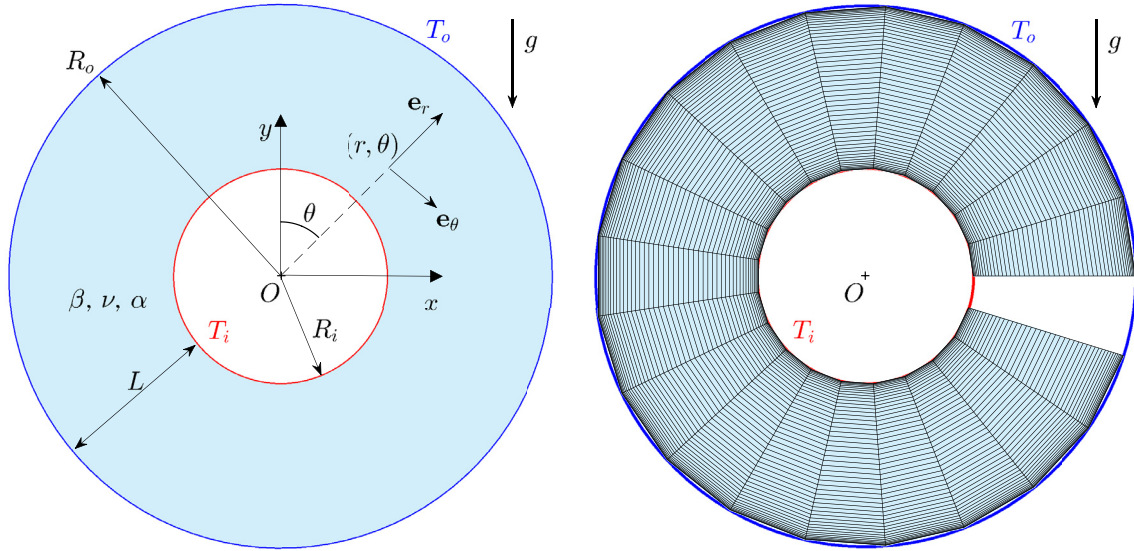 T_o
g
R_o
e_r
y
(r, θ)
θ
e_θ
O
x
β, ν, α
T_i
R_i
L
T_o
g
O
T_i